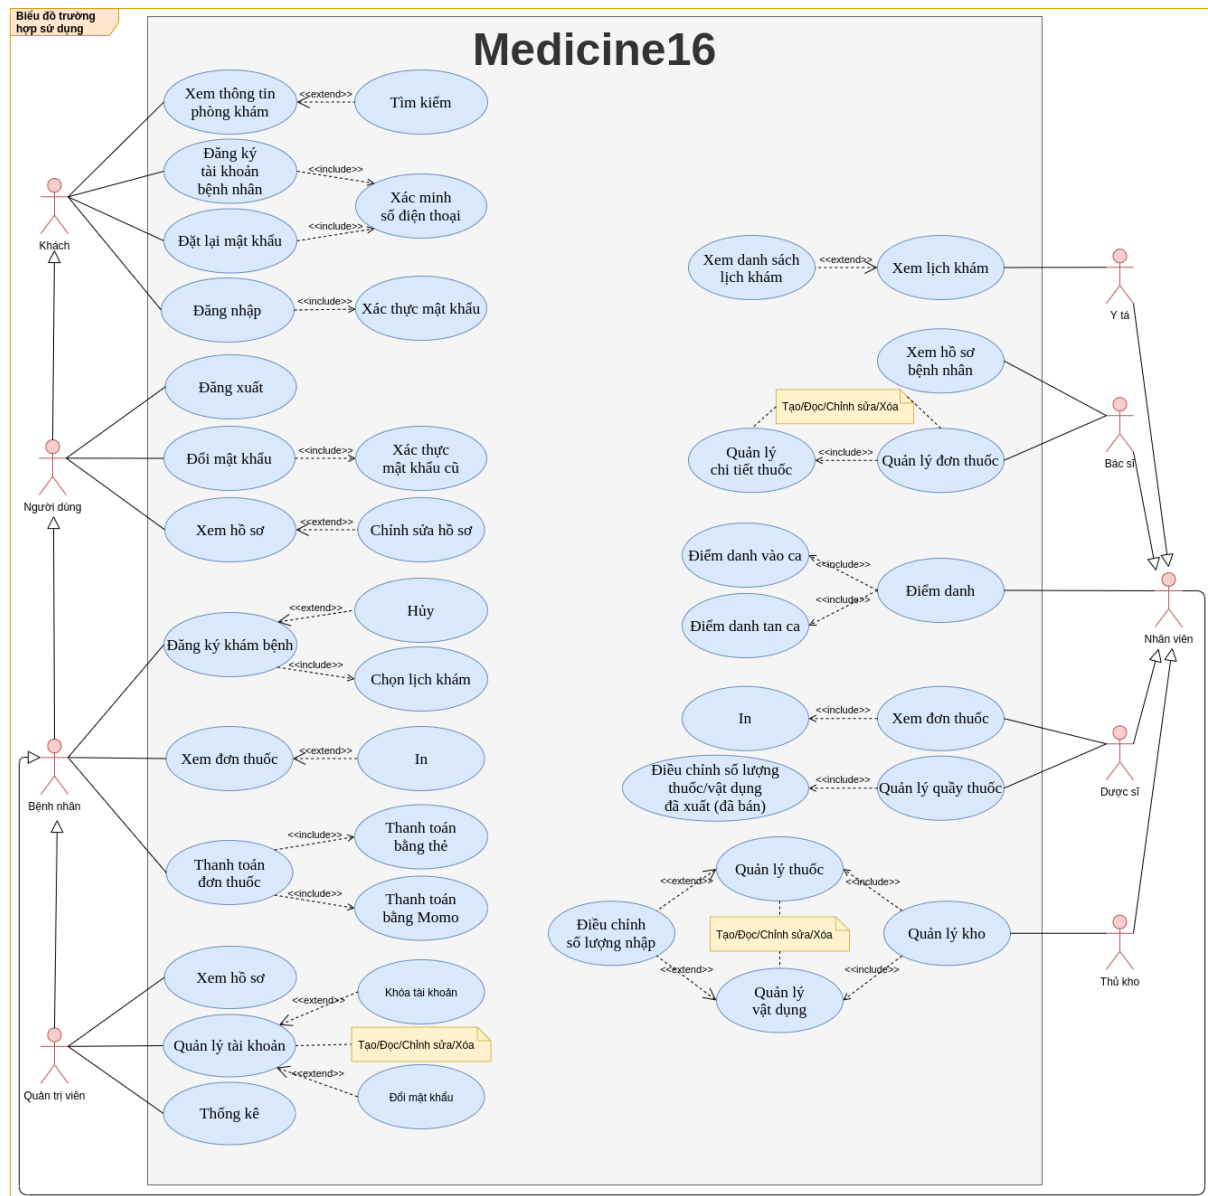 Biểu đồ trường
hợp sử dụng
Medicine16
Xem thông tin
phòng khám
<<extend>>
Tìm kiếm
Đăng ký
tài khoản
bệnh nhân
<<include>>
Xác minh
số điện thoại
Khách
Đặt lại mật khẩu
<<include>>
Đăng nhập
<<include>>
Xác thực mật khẩu
Đăng xuất
Người dùng
Đổi mật khẩu
<<include>>
Xác thực
mật khẩu cũ
Xem hồ sơ
<<extend>>
Chỉnh sửa hồ sơ
Đăng ký khám bệnh
<<extend>>
Hủy
<<include>>
Chọn lịch khám
Bệnh nhân
Xem đơn thuốc
<<extend>>
In
Thanh toán
đơn thuốc
<<include>>
Thanh toán
bằng thẻ
<<include>>
Thanh toán
bằng Momo
Xem hồ sơ
Quản trị viên
Quản lý tài khoản
<<extend>>
Khóa tài khoản
Tạo/Đọc/Chỉnh sửa/Xóa
<<extend>>
Đổi mật khẩu
Thống kê
Xem danh sách
lịch khám
<<extend>>
Xem lịch khám
Y tá
Xem hồ sơ
bệnh nhân
Tạo/Đọc/Chỉnh sửa/Xóa
Quản lý
chi tiết thuốc
<<include>>
Quản lý đơn thuốc
Bác sĩ
Điểm danh vào ca
<<include>>
Điểm danh
<<include>>
Điểm danh tan ca
Nhân viên
In
<<include>>
Xem đơn thuốc
Điều chỉnh số lượng
thuốc/vật dụng
đã xuất (đã bán)
<<include>>
Quản lý quầy thuốc
Dược sĩ
Quản lý thuốc
<<extend>>
<<include>>
Điều chỉnh
số lượng nhập
Tạo/Đọc/Chỉnh sửa/Xóa
Quản lý kho
<<extend>>
<<include>>
Quản lý
vật dụng
Thủ kho